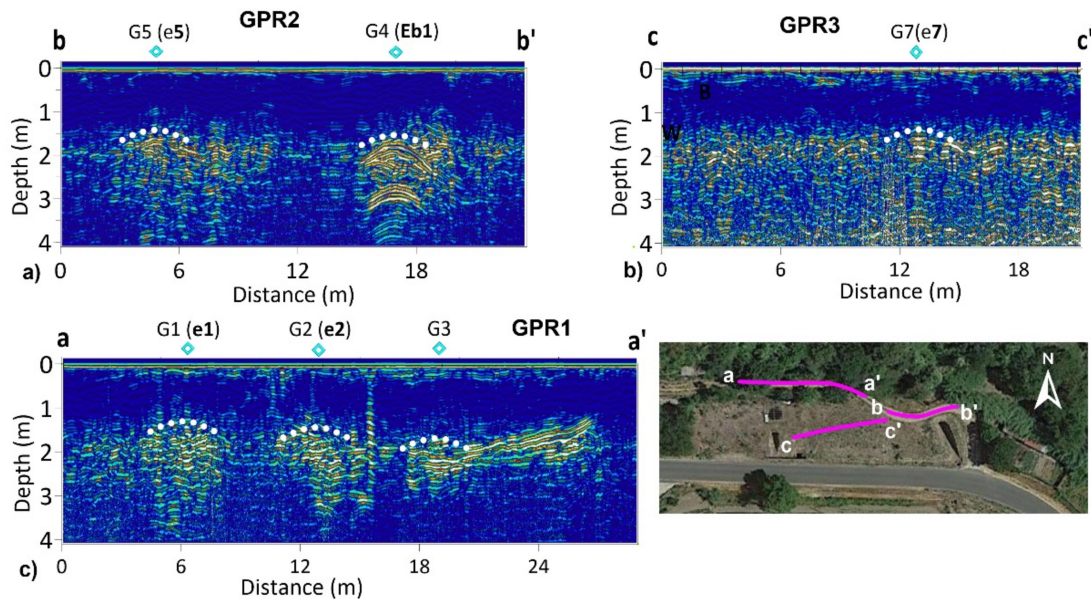 GPR2
b G5 (e5) G4 (Eb1) b'
0
1
2
3
4
Depth (m)
a) 0 6 12 18
Distance (m)
GPR3
c G7(e7) c'
0
B
1
W
2
3
4
Depth (m)
b) 0 6 12 18
Distance (m)
a G1 (e1) G2 (e2) G3 GPR1 a'
0
1
2
3
4
Depth (m)
c) 0 6 12 18 24
Distance (m)
N
a a' b b'
c c'